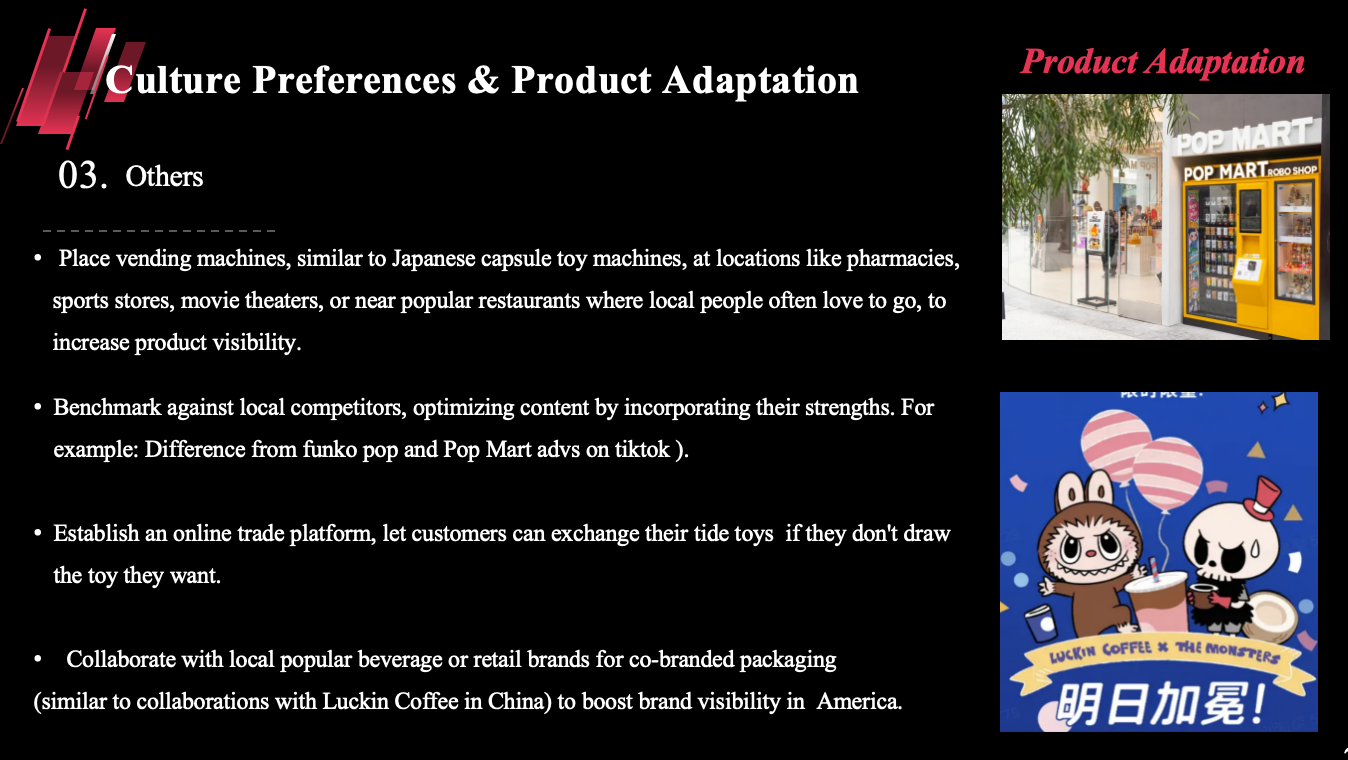 Culture Preferences & Product Adaptation
Product Adaptation
03. Others
• Place vending machines, similar to Japanese capsule toy machines, at locations like pharmacies,
sports stores, movie theaters, or near popular restaurants where local people often love to go, to
increase product visibility.
• Benchmark against local competitors, optimizing content by incorporating their strengths. For
example: Difference from funko pop and Pop Mart advs on tiktok ).
• Establish an online trade platform, let customers can exchange their tide toys if they don't draw
the toy they want.
• Collaborate with local popular beverage or retail brands for co-branded packaging
(similar to collaborations with Luckin Coffee in China) to boost brand visibility in America.
POP MART
POP MART ROBO SHOP
LUCKIN COFFEE × THE MONSTERS
明日加冕!